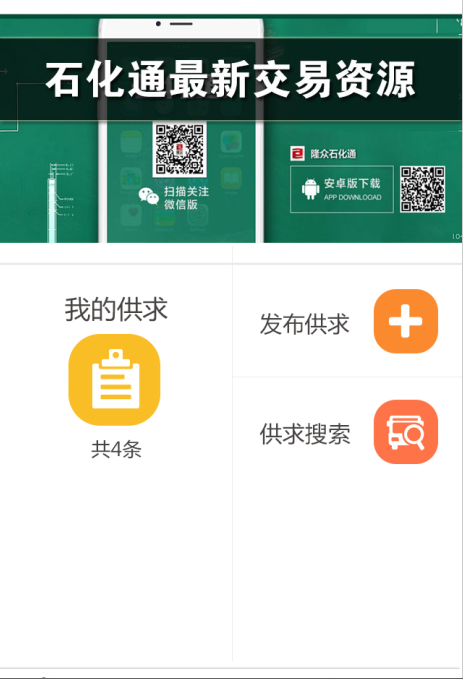 石化通最新交易资源
扫描关注
微信版
隆众石化通
安卓版下载
APP DOWNLOOAD
我的供求
共4条
发布供求
供求搜索